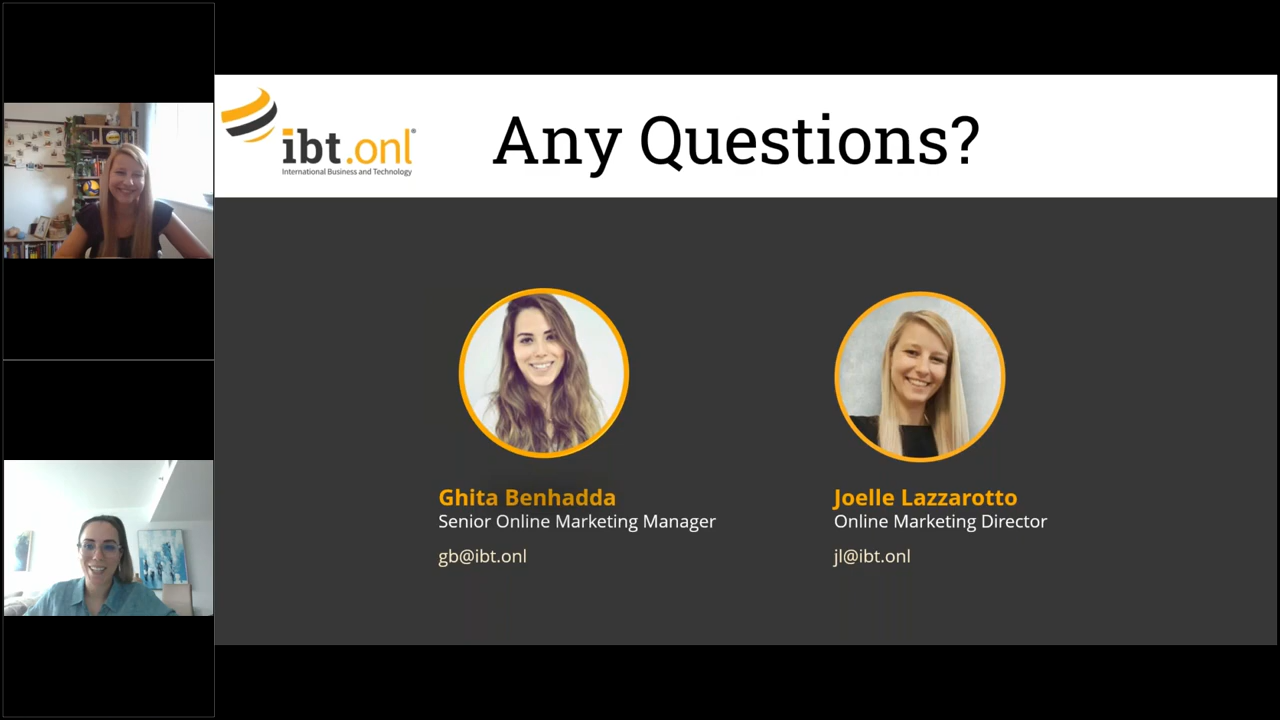 ibt.onl®
International Business and Technology
Any Questions?
Ghita Benhadda
Senior Online Marketing Manager
gb@ibt.onl
Joelle Lazzarotto
Online Marketing Director
jl@ibt.onl